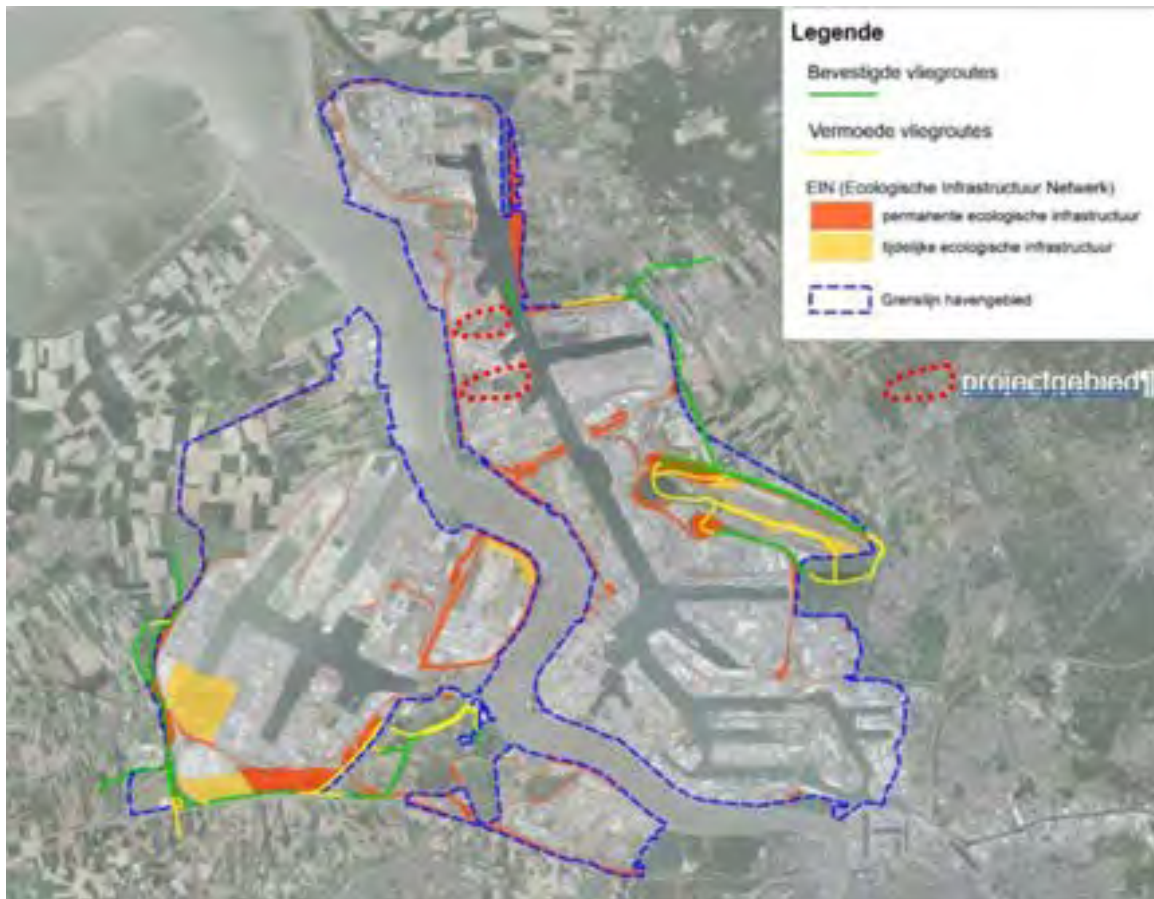 Legende
Bevestigde vliegroutes
Vermoede vliegroutes
EIN (Ecologische Infrastructuur Netwerk)
permanente ecologische infrastructuur
tijdelijke ecologische infrastructuur
Grenslijn havengebied
projectgebied¶